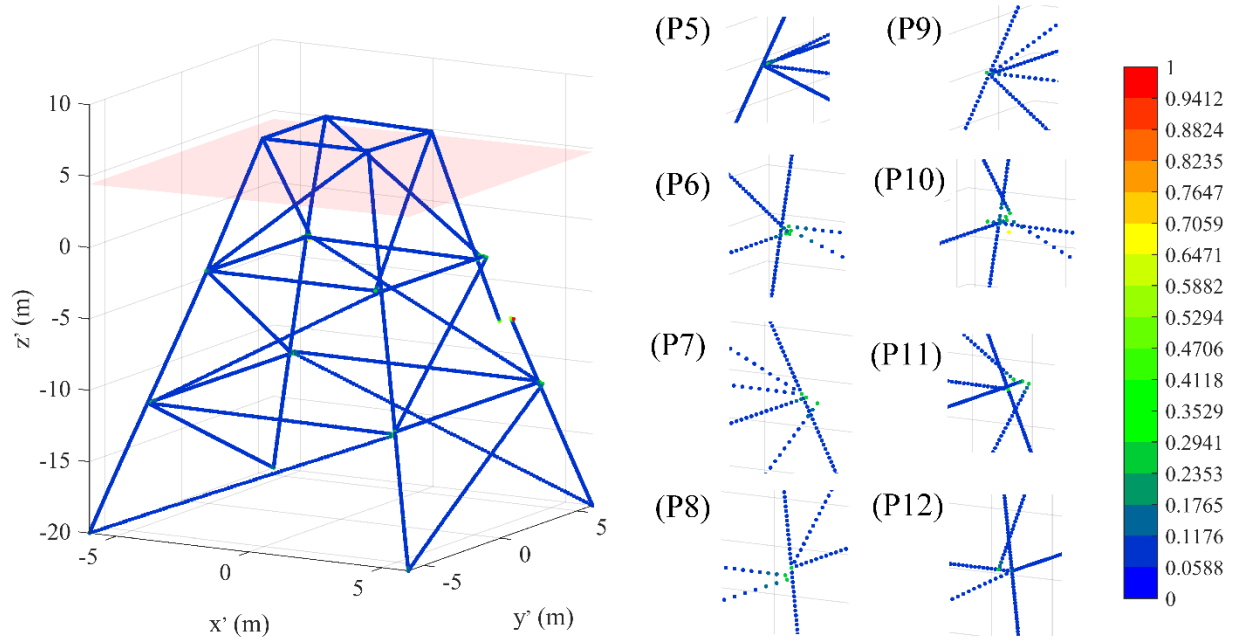 10
5
0
-5
-10
-15
-20
z' (m)
-5
0
5
x' (m)
-5
0
5
y' (m)
(P5)
(P9)
(P6)
(P10)
(P7)
(P11)
(P8)
(P12)
1
0.9412
0.8824
0.8235
0.7647
0.7059
0.6471
0.5882
0.5294
0.4706
0.4118
0.3529
0.2941
0.2353
0.1765
0.1176
0.0588
0